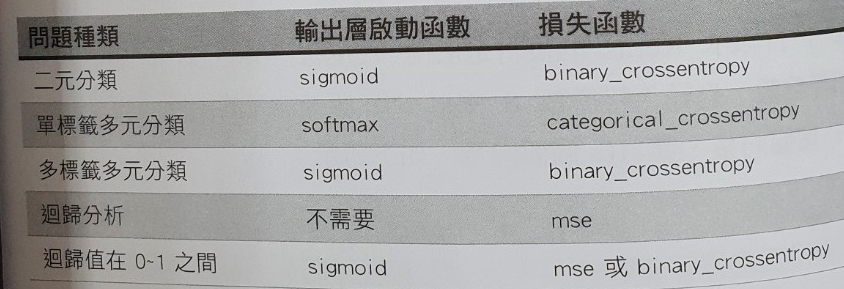 問題種類 輸出層啟動函數 損失函數
二元分類 sigmoid binary_crossentropy
單標籤多元分類 softmax categorical_crossentropy
多標籤多元分類 sigmoid binary_crossentropy
迴歸分析 不需要 mse
迴歸值在 0~1 之間 sigmoid mse 或 binary_crossentropy